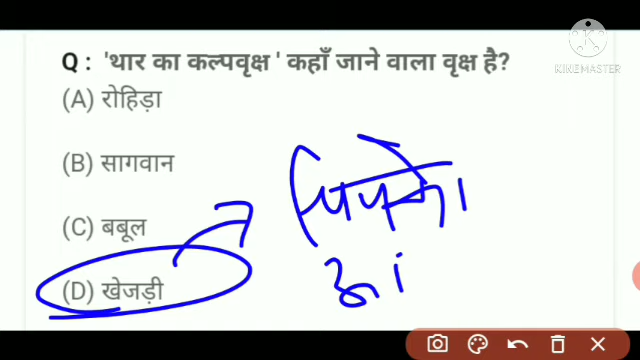 KINEMASTER
Q : 'थार का कल्पवृक्ष ' कहाँ जाने वाला वृक्ष है?
(A) रोहिड़ा
(B) सागवान
(C) बबूल
(D) खेजड़ी